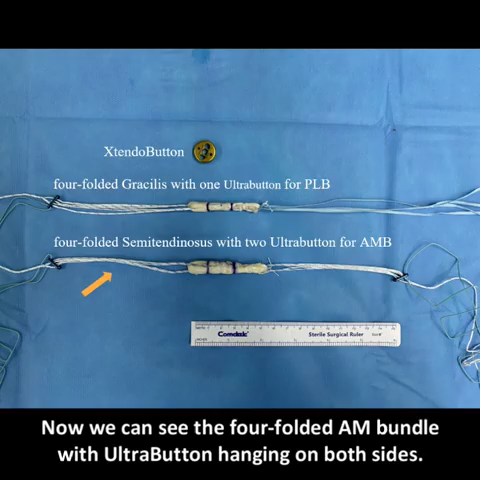 XtendoButton
four-folded Gracilis with one Ultrabutton for PLB
four-folded Semitendinosus with two Ultrabutton for AMB
Sterile Surgical Ruler
Now we can see the four-folded AM bundle
with UltraButton hanging on both sides.